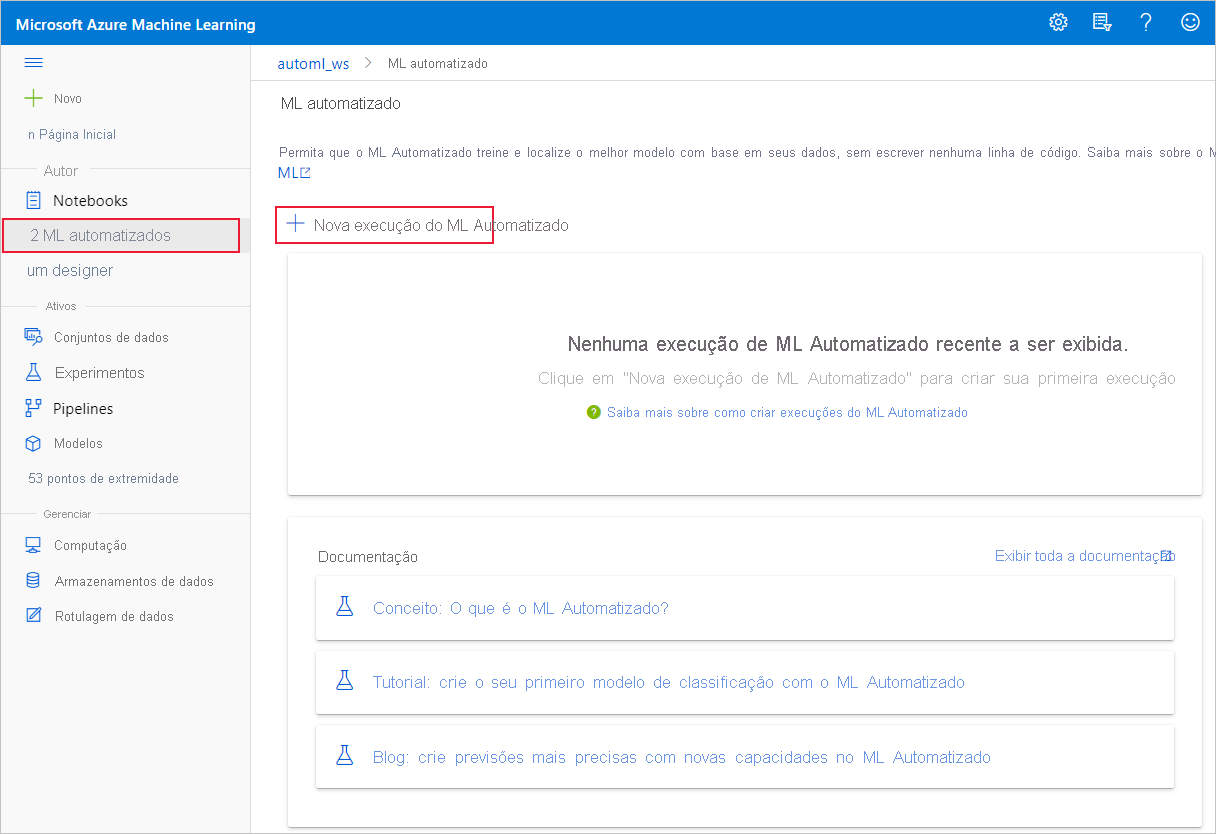 Microsoft Azure Machine Learning
automl_ws > ML automatizado
Novo
n Página Inicial
Autor
Notebooks
2 ML automatizados
um designer
Ativos
Conjuntos de dados
Experimentos
Pipelines
Modelos
53 pontos de extremidade
Gerenciar
Computação
Armazenamentos de dados
Rotulagem de dados
ML automatizado
Permita que o ML Automatizado treine e localize o melhor modelo com base em seus dados, sem escrever nenhuma linha de código. Saiba mais sobre o
ML
Nova execução do ML Automatizado
Nenhuma execução de ML Automatizado recente a ser exibida.
Clique em "Nova execução de ML Automatizado" para criar sua primeira execução
Saiba mais sobre como criar execuções do ML Automatizado
Documentação
Exibir toda a documentação
Conceito: O que é o ML Automatizado?
Tutorial: crie o seu primeiro modelo de classificação com o ML Automatizado
Blog: crie previsões mais precisas com novas capacidades no ML Automatizado